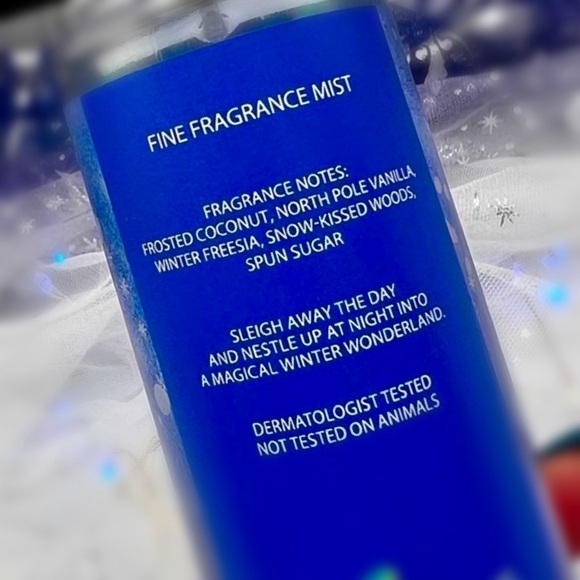 FINE FRAGRANCE MIST
FRAGRANCE NOTES:
FROSTED COCONUT, NORTH POLE VANILLA,
WINTER FREESIA, SNOW-KISSED WOODS,
SPUN SUGAR
SLEIGH AWAY THE DAY
AND NESTLE UP AT NIGHT INTO
A MAGICAL WINTER WONDERLAND.
DERMATOLOGIST TESTED
NOT TESTED ON ANIMALS